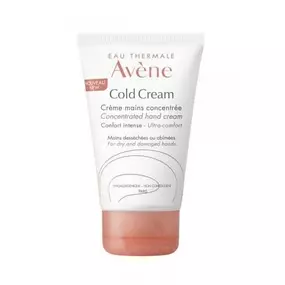 EAU THERMALE
Avène
NOUVEAU
Cold Cream
Crème mains concentrée
Concentrated hand cream
Confort intense - Ultra-comfort
Mains desséchées ou abîmées
For dry and damaged hands